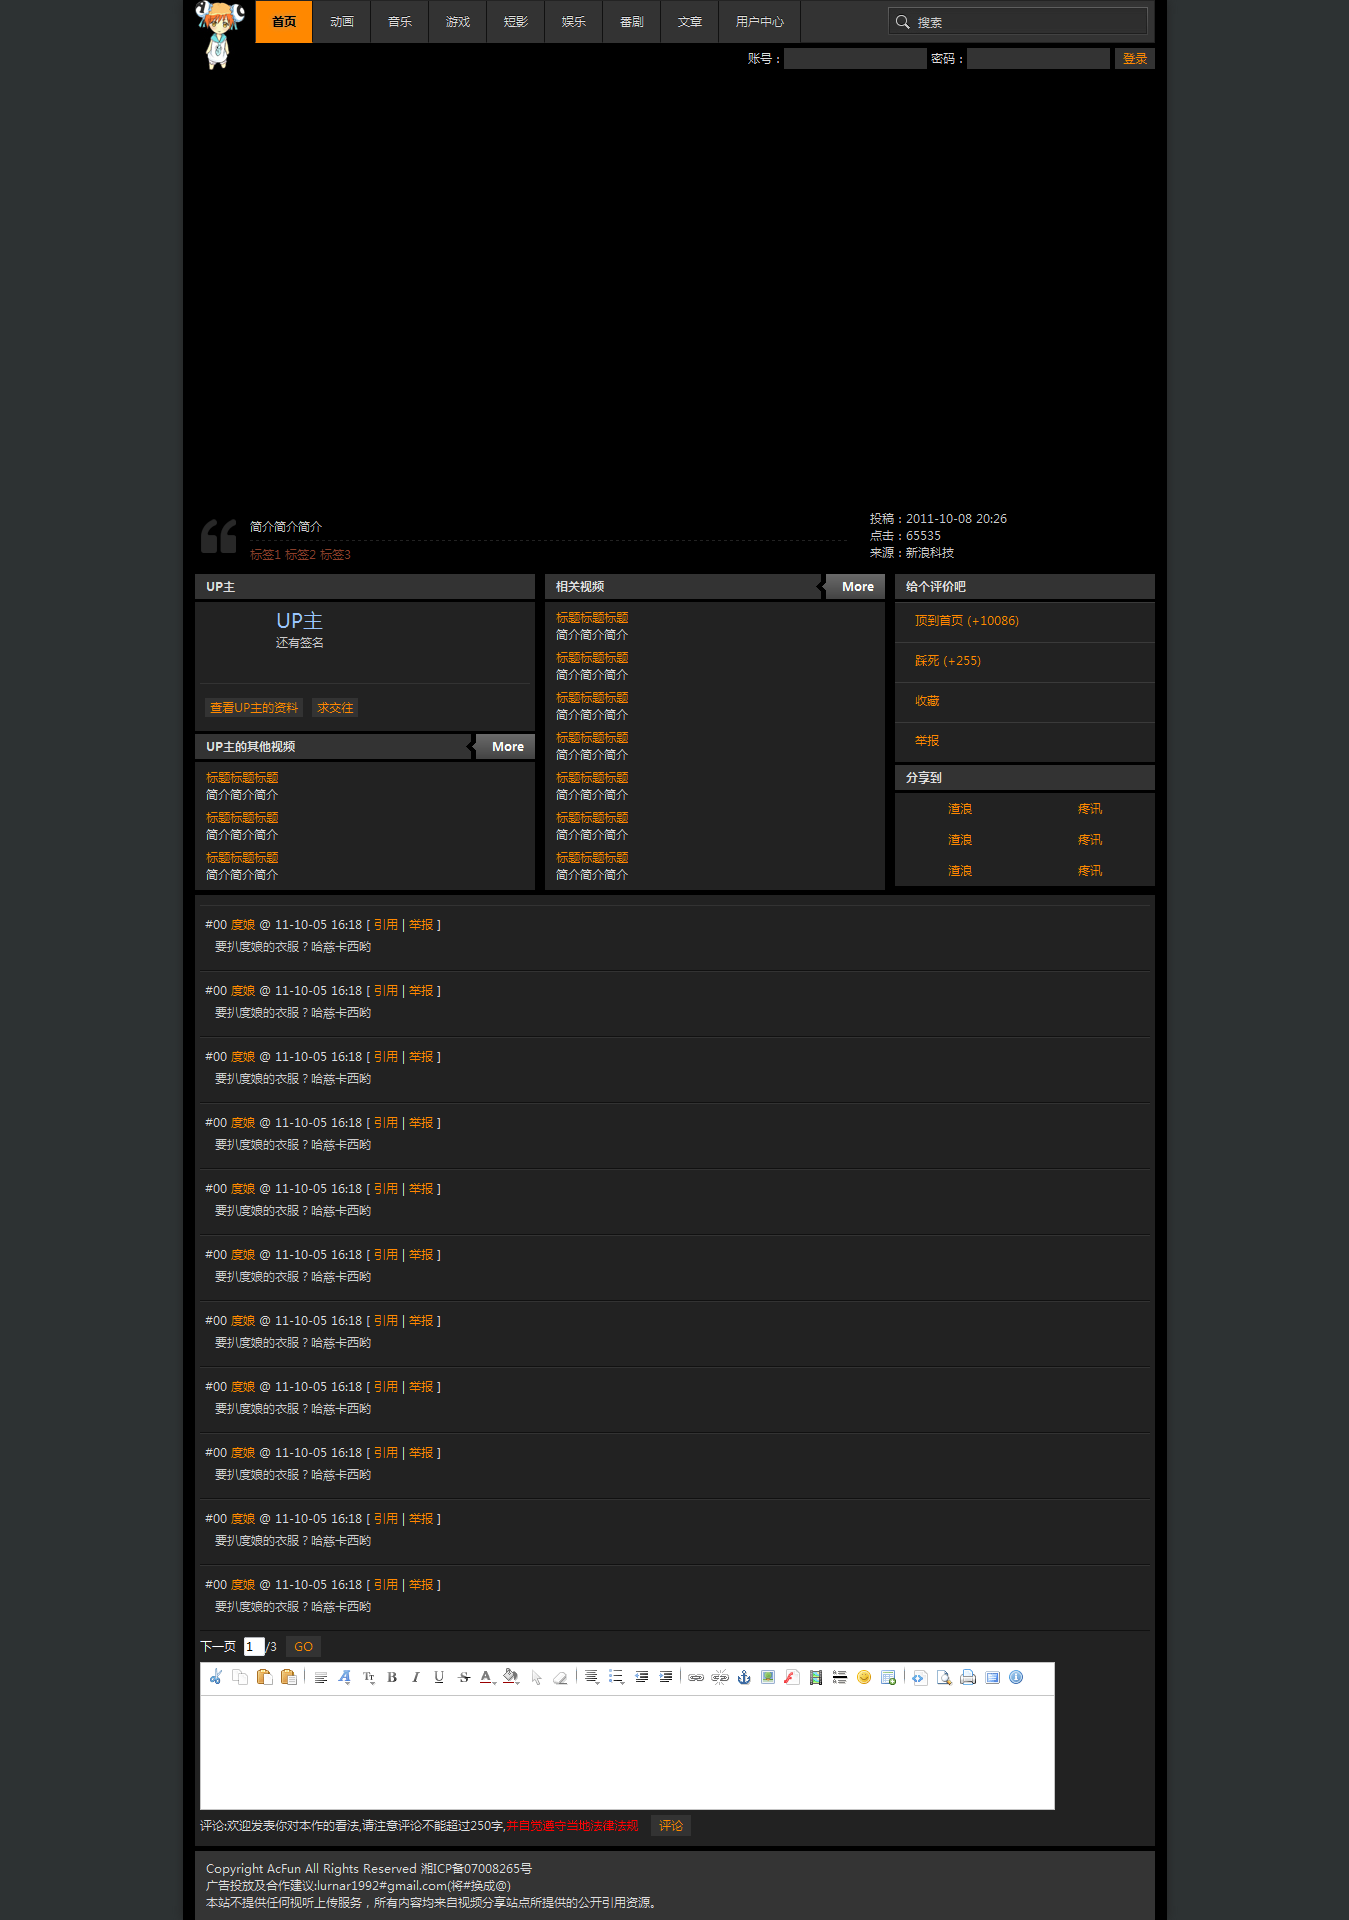 首页 动画 音乐 游戏 短影 娱乐 番剧 文章 用户中心 搜索
账号： 密码： 登录
简介简介简介
标签1 标签2 标签3
投稿：2011-10-08 20:26
点击：65535
来源：新浪科技
UP主
UP主
还有签名
查看UP主的资料 求交往
UP主的其他视频 More
标题标题标题
简介简介简介
标题标题标题
简介简介简介
标题标题标题
简介简介简介
相关视频 More
标题标题标题
简介简介简介
标题标题标题
简介简介简介
标题标题标题
简介简介简介
标题标题标题
简介简介简介
标题标题标题
简介简介简介
标题标题标题
简介简介简介
标题标题标题
简介简介简介
给个评价吧
顶到首页 (+10086)
踩死 (+255)
收藏
举报
分享到
渣浪 疼讯
渣浪 疼讯
渣浪 疼讯
#00 度娘 @ 11-10-05 16:18 [ 引用 | 举报 ]
要扒度娘的衣服？哈慈卡西哟
#00 度娘 @ 11-10-05 16:18 [ 引用 | 举报 ]
要扒度娘的衣服？哈慈卡西哟
#00 度娘 @ 11-10-05 16:18 [ 引用 | 举报 ]
要扒度娘的衣服？哈慈卡西哟
#00 度娘 @ 11-10-05 16:18 [ 引用 | 举报 ]
要扒度娘的衣服？哈慈卡西哟
#00 度娘 @ 11-10-05 16:18 [ 引用 | 举报 ]
要扒度娘的衣服？哈慈卡西哟
#00 度娘 @ 11-10-05 16:18 [ 引用 | 举报 ]
要扒度娘的衣服？哈慈卡西哟
#00 度娘 @ 11-10-05 16:18 [ 引用 | 举报 ]
要扒度娘的衣服？哈慈卡西哟
#00 度娘 @ 11-10-05 16:18 [ 引用 | 举报 ]
要扒度娘的衣服？哈慈卡西哟
#00 度娘 @ 11-10-05 16:18 [ 引用 | 举报 ]
要扒度娘的衣服？哈慈卡西哟
#00 度娘 @ 11-10-05 16:18 [ 引用 | 举报 ]
要扒度娘的衣服？哈慈卡西哟
#00 度娘 @ 11-10-05 16:18 [ 引用 | 举报 ]
要扒度娘的衣服？哈慈卡西哟
下一页 1 /3 GO
评论:欢迎发表你对本作的看法,请注意评论不能超过250字,并自觉遵守当地法律法规 评论
Copyright AcFun All Rights Reserved 湘ICP备07008265号
广告投放及合作建议:lurnar1992#gmail.com(将#换成@)
本站不提供任何视听上传服务，所有内容均来自视频分享站点所提供的公开引用资源。